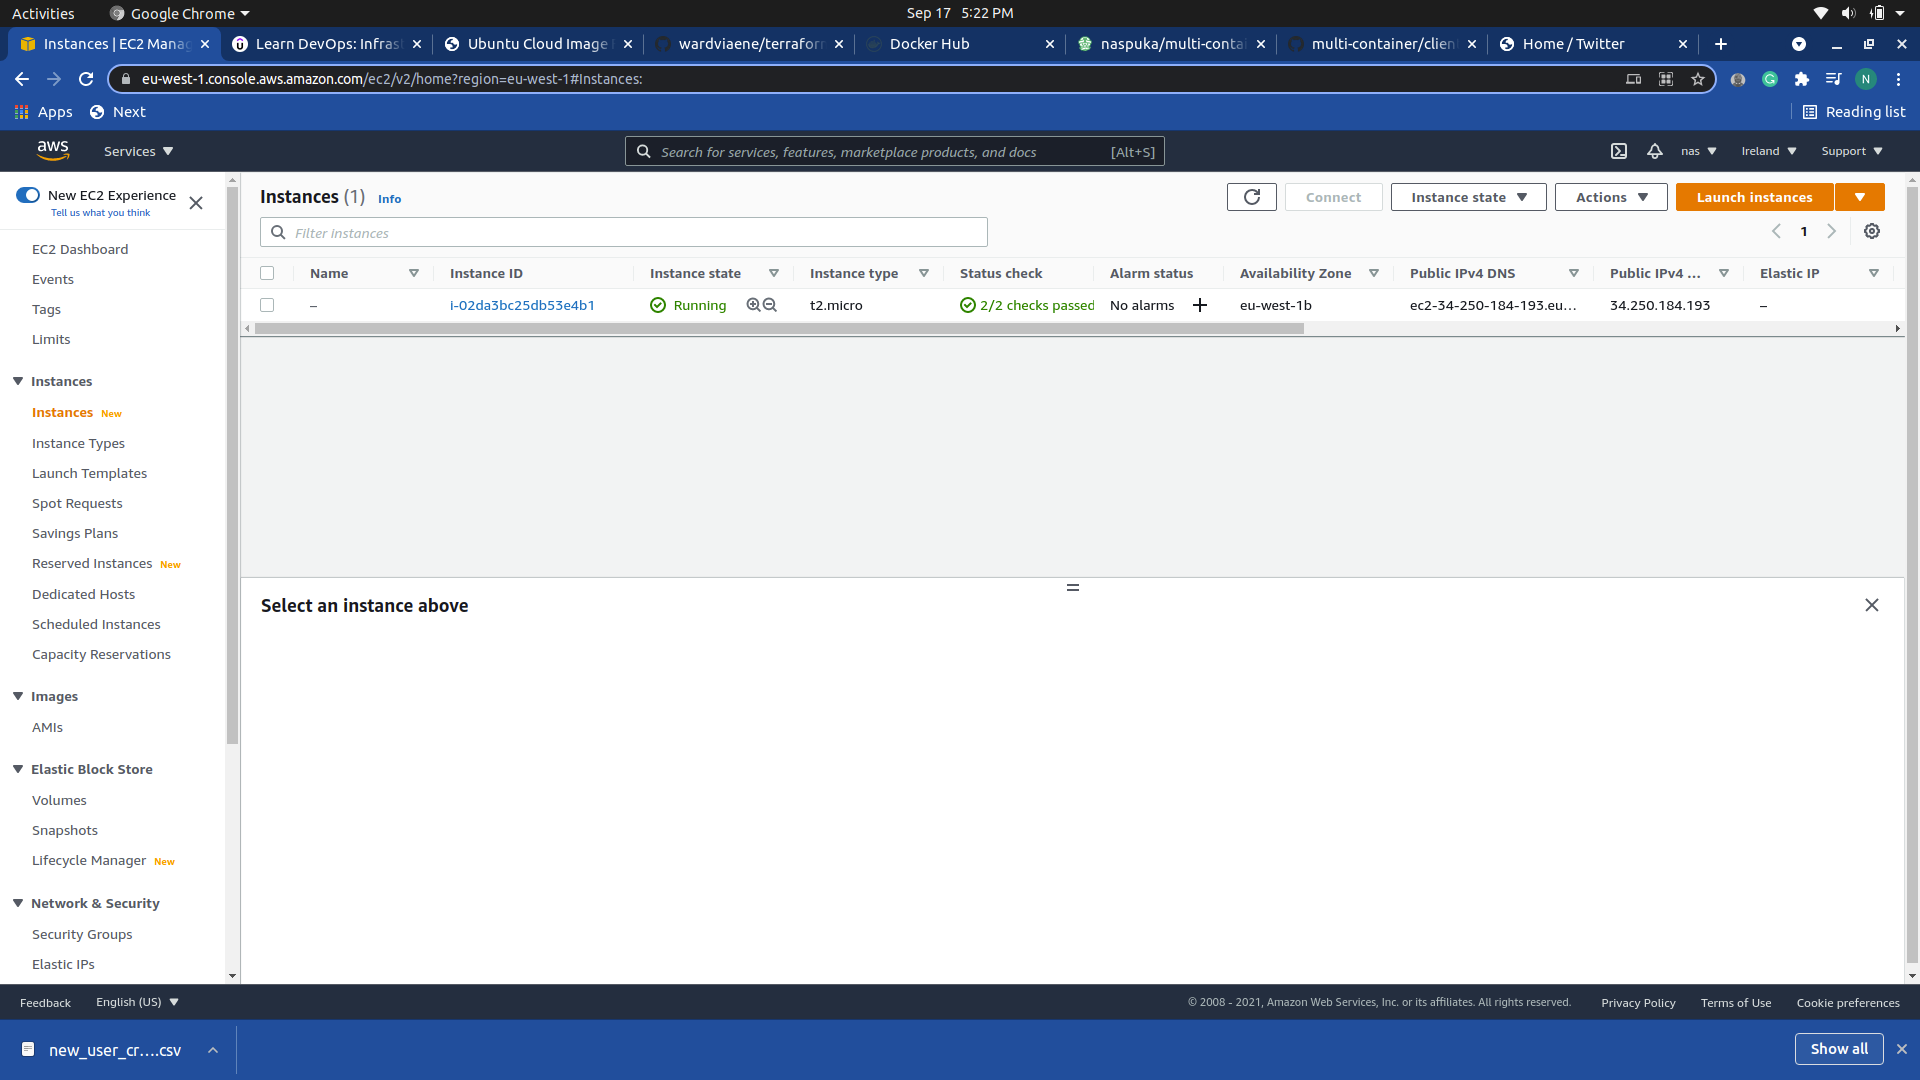 Activities
Google Chrome
Sep 17 5:22 PM
Instances | EC2 Manag
Learn DevOps: Infrast
Ubuntu Cloud Image
wardviaene/terraform
Docker Hub
naspuka/multi-conta
multi-container/client
Home / Twitter
eu-west-1.console.aws.amazon.com/ec2/v2/home?region=eu-west-1#Instances:
N
Apps
Next
Reading list
aws
Services
Search for services, features, marketplace products, and docs
[Alt+S]
nas
Ireland
Support
New EC2 Experience
Tell us what you think
EC2 Dashboard
Events
Tags
Limits
Instances
Instances New
Instance Types
Launch Templates
Spot Requests
Savings Plans
Reserved Instances New
Dedicated Hosts
Scheduled Instances
Capacity Reservations
Images
AMIs
Elastic Block Store
Volumes
Snapshots
Lifecycle Manager New
Network & Security
Security Groups
Elastic IPs
Instances (1) Info
Connect
Instance state
Actions
Launch instances
Filter instances
1
Name
Instance ID
Instance state
Instance type
Status check
Alarm status
Availability Zone
Public IPv4 DNS
Public IPv4 ...
Elastic IP
–
i-02da3bc25db53e4b1
Running
t2.micro
2/2 checks passed
No alarms
eu-west-1b
ec2-34-250-184-193.eu...
34.250.184.193
–
Select an instance above
Feedback
English (US)
© 2008 - 2021, Amazon Web Services, Inc. or its affiliates. All rights reserved.
Privacy Policy
Terms of Use
Cookie preferences
new_user_cr....csv
Show all